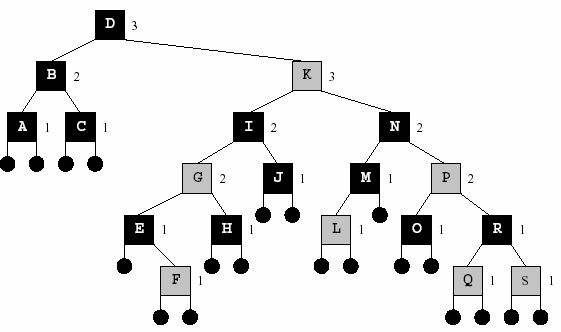 D 3
B 2 K 3
A 1 C 1 I 2 N 2
G 2 J 1 M 1 P 2
E 1 H 1 L 1 O 1 R 1
F 1 Q 1 S 1